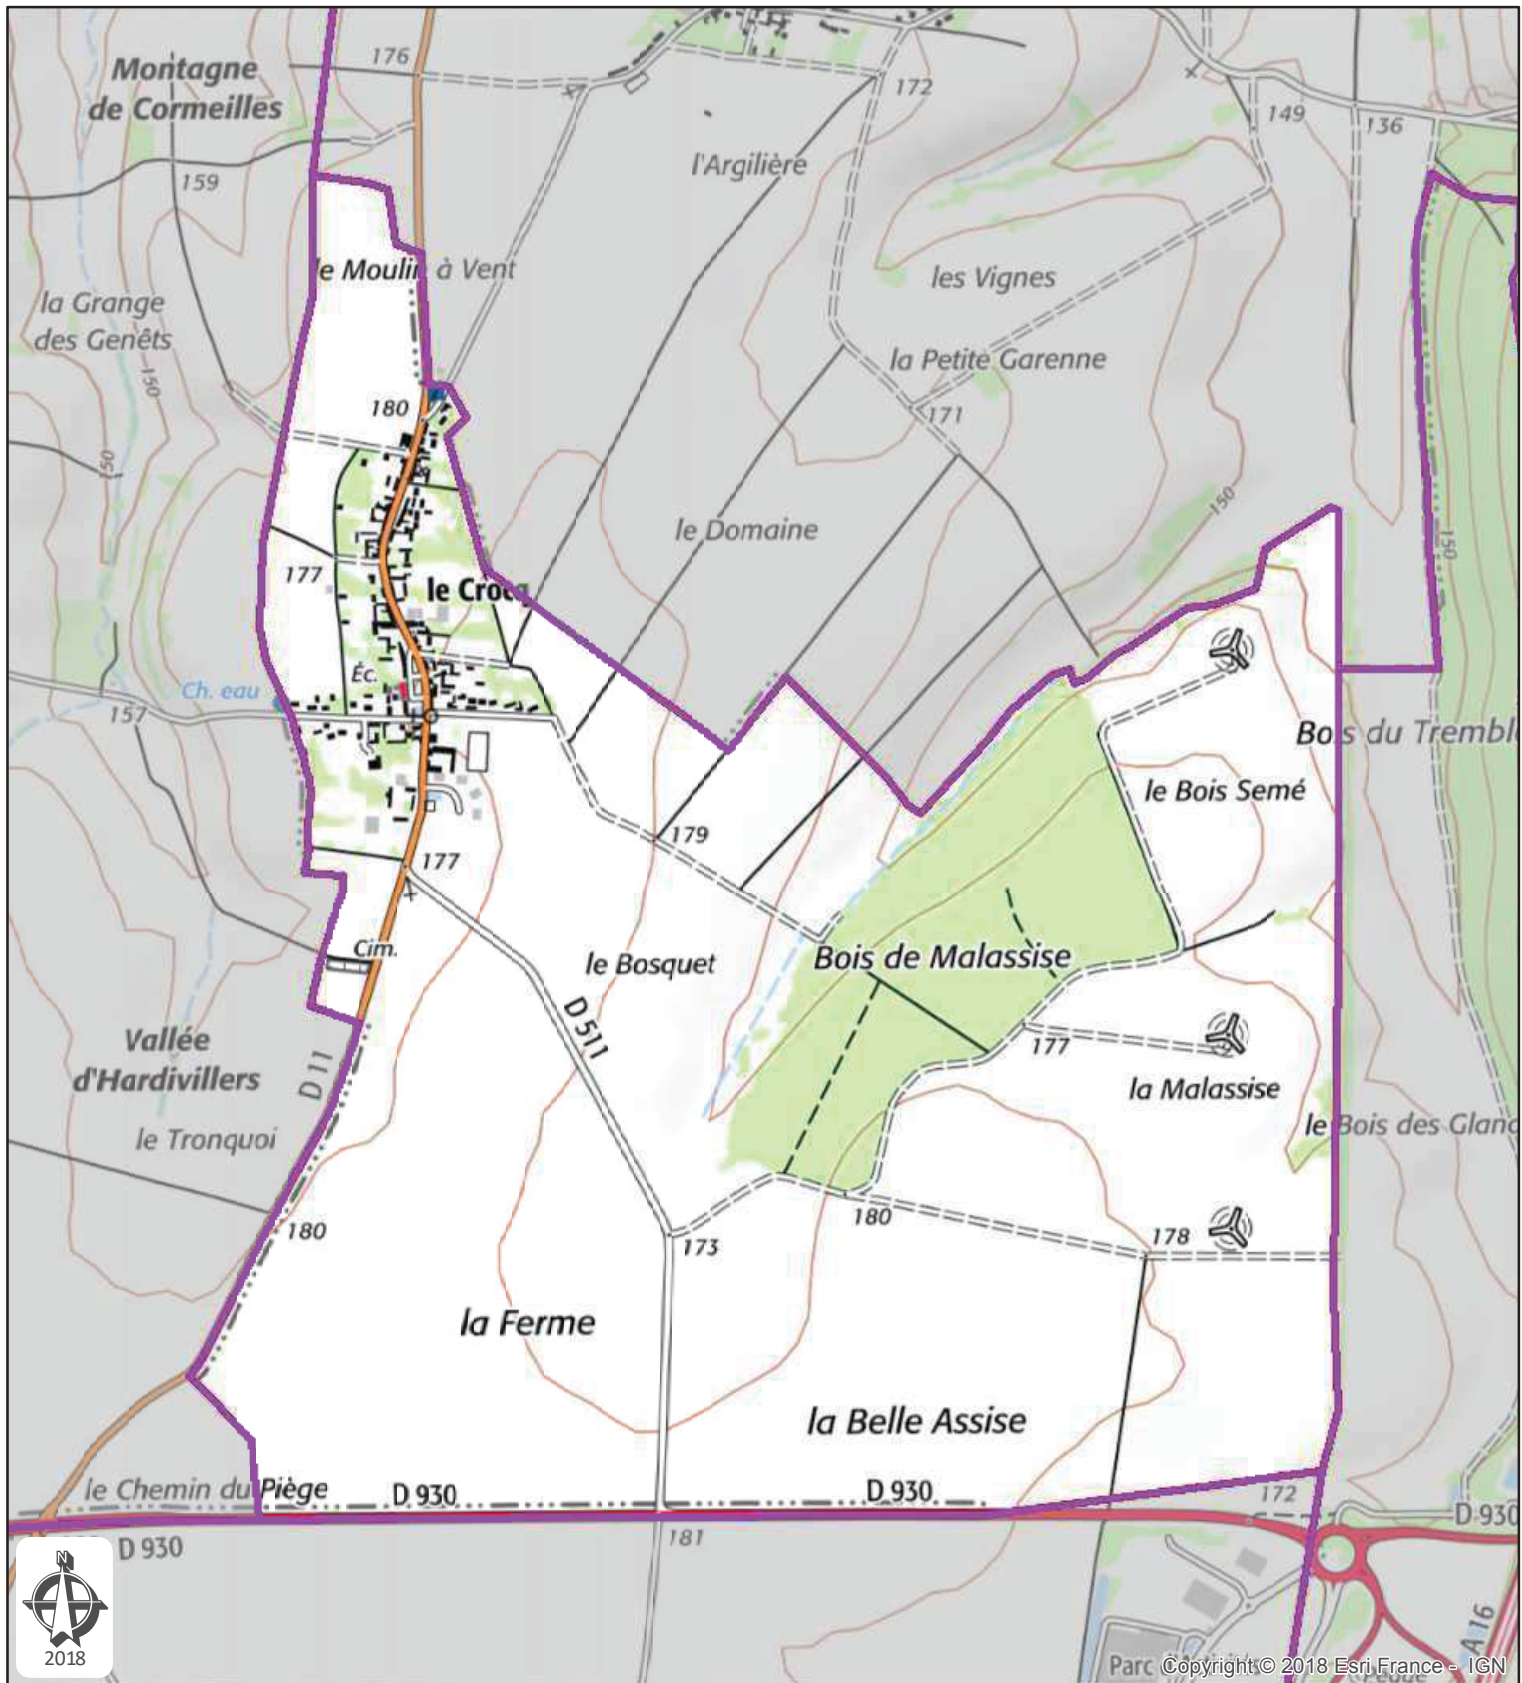 176
Montagne
de Cormeilles
172
149
136
l'Argilière
159
le Moulin à Vent
les Vignes
la Grange
des Genêts
la Petite Garenne
150
180
171
150
150
le Domaine
150
177
le Crocq
Éc.
Ch. eau
157
Bois du Trembl
le Bois Semé
179
177
Cim.
le Bosquet
Bois de Malassise
D 511
Vallée
d'Hardivillers
D 11
177
la Malassise
le Tronquoi
le Bois des Gland
180
180
173
178
la Ferme
la Belle Assise
le Chemin du Piège
D 930
D 930
172
D 930
D 930
181
N
2018
A 16
Parc
Copyright © 2018 Esri France - IGN